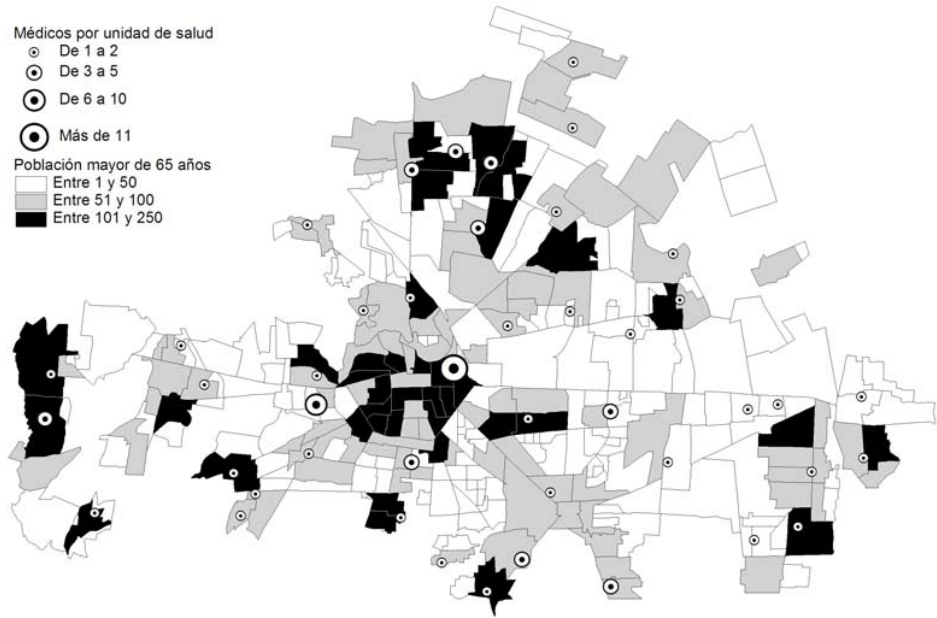 Médicos por unidad de salud
De 1 a 2
De 3 a 5
De 6 a 10
Más de 11
Población mayor de 65 años
Entre 1 y 50
Entre 51 y 100
Entre 101 y 250